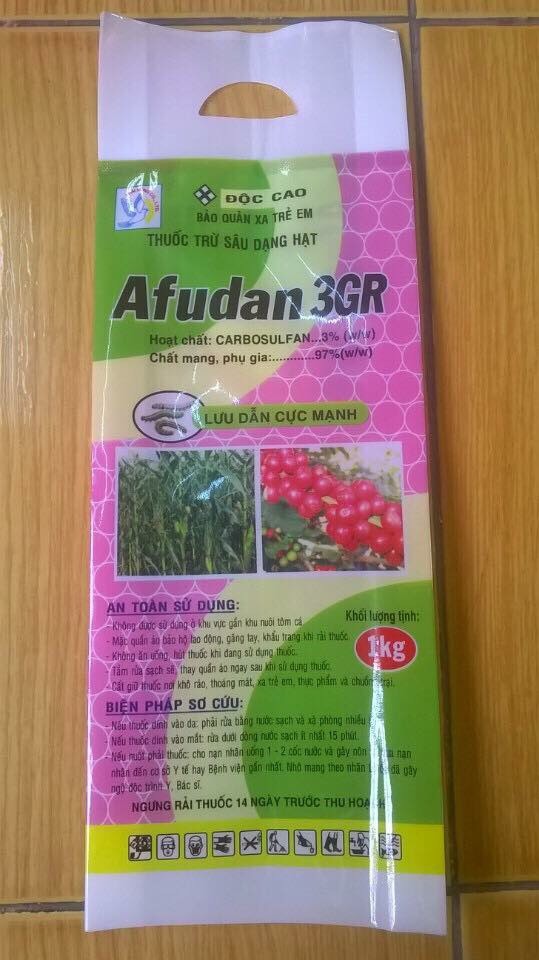 ĐỘC CAO
BẢO QUẢN XA TRẺ EM
THUỐC TRỪ SÂU DẠNG HẠT
Afudan 3GR
Hoạt chất: CARBOSULFAN...3% (w/w)
Chất mang, phụ gia:............97%(w/w)
LƯU DẪN CỰC MẠNH
AN TOÀN SỬ DỤNG:
- Không được sử dụng ở khu vực gần khu nuôi tôm cá
- Mặc quần áo bảo hộ lao động, găng tay, khẩu trang khi rải thuốc.
- Không ăn uống, hút thuốc khi đang sử dụng thuốc.
- Tắm rửa sạch sẽ, thay quần áo ngay sau khi sử dụng thuốc.
- Cất giữ thuốc nơi khô ráo, thoáng mát, xa trẻ em, thực phẩm và chuồng trại.
Khối lượng tịnh:
1kg
BIỆN PHÁP SƠ CỨU:
- Nếu thuốc dính vào da: phải rửa bằng nước sạch và xà phòng nhiều
- Nếu thuốc dính vào mắt: rửa dưới dòng nước sạch ít nhất 15 phút.
- Nếu nuốt phải thuốc: cho nạn nhân uống 1 - 2 cốc nước và gây nôn nạn
nhân đến cơ sở Y tế hay Bệnh viện gần nhất. Nhớ mang theo nhãn đã gây
ngộ độc trình Y, Bác sĩ.
NGƯNG RẢI THUỐC 14 NGÀY TRƯỚC THU HOẠCH